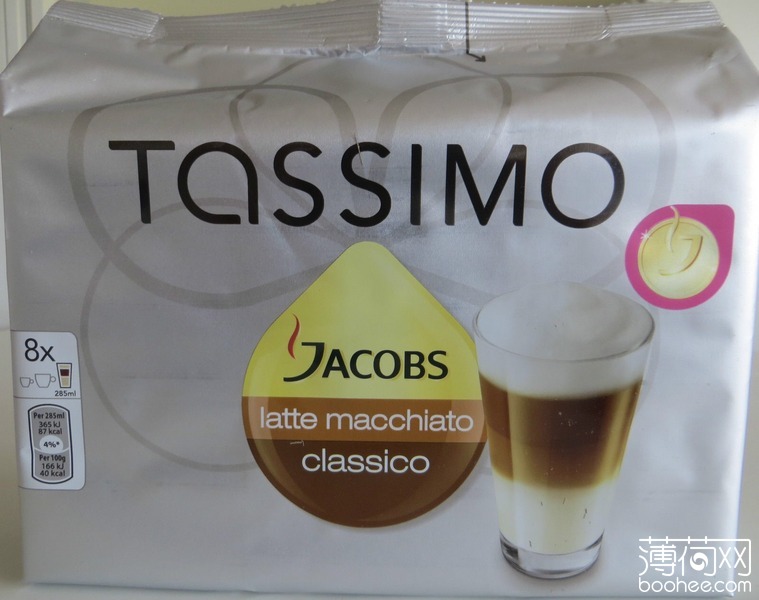 TASSIMO
JACOBS
latte macchiato
classico
8x
285ml
Per 285ml
365 kJ
87 kcal
4%*
Per 100g
166 kJ
40 kcal
薄荷网
boohee.com